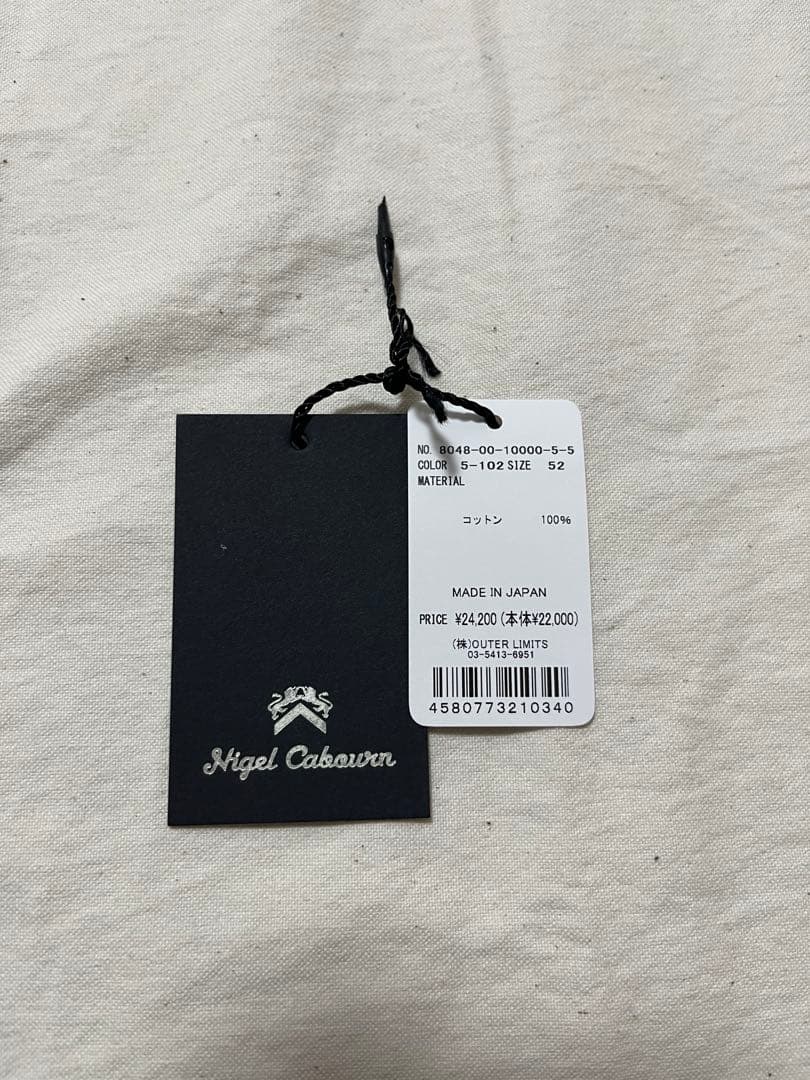 NO. 8048-00-10000-5-5
COLOR 5-102 SIZE 52
MATERIAL
コットン 100%
MADE IN JAPAN
PRICE ¥24,200 (本体¥22,000)
(株)OUTER LIMITS
03-5413-6951
4580773210340
Nigel Cabourn